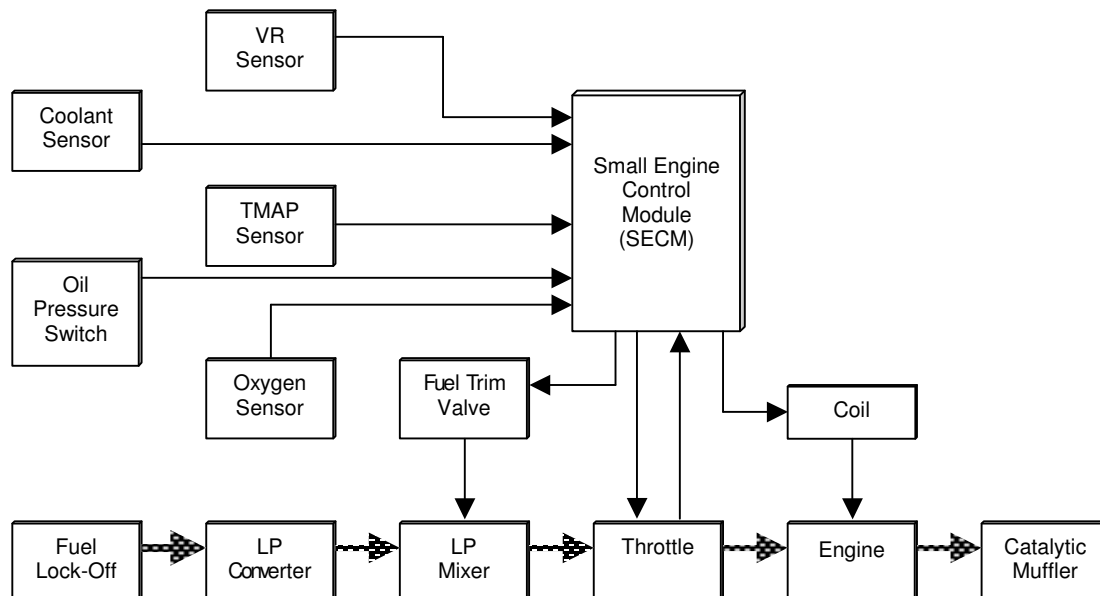 VR
Sensor
Coolant
Sensor
Small Engine
Control
Module
(SECM)
TMAP
Sensor
Oil
Pressure
Switch
Oxygen
Sensor
Fuel Trim
Valve
Coil
Fuel
Lock-Off
LP
Converter
LP
Mixer
Throttle
Engine
Catalytic
Muffler